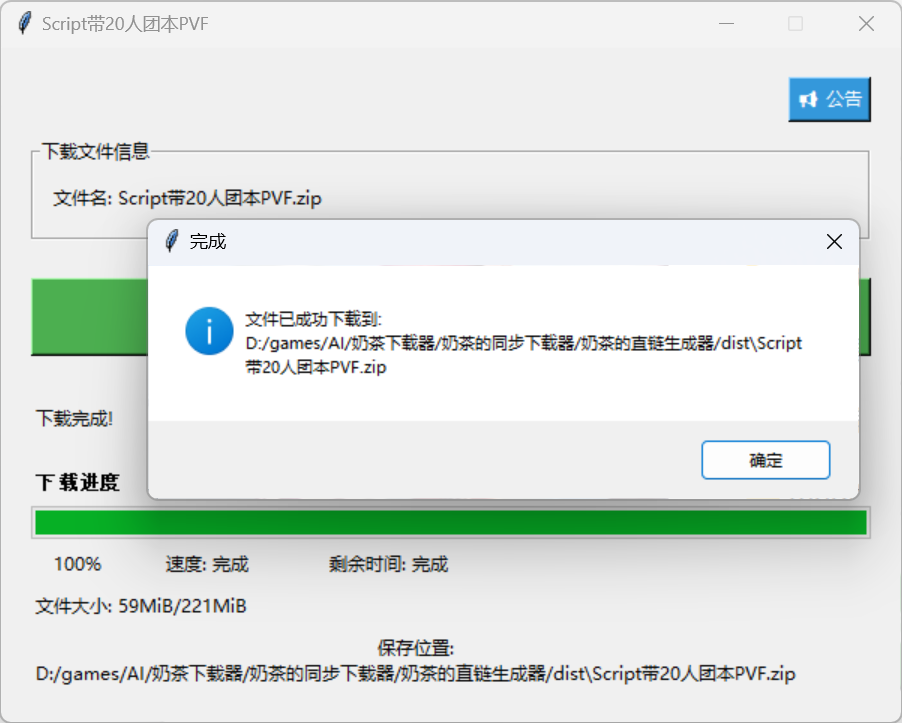 Script带20人团本PVF
公告
下载文件信息
文件名: Script带20人团本PVF.zip
完成
文件已成功下载到:
D:/games/AI/奶茶下载器/奶茶的同步下载器/奶茶的直链生成器/dist\Script
带20人团本PVF.zip
确定
下载完成!
下载进度
100%
速度: 完成
剩余时间: 完成
文件大小: 59MiB/221MiB
保存位置:
D:/games/AI/奶茶下载器/奶茶的同步下载器/奶茶的直链生成器/dist\Script带20人团本PVF.zip